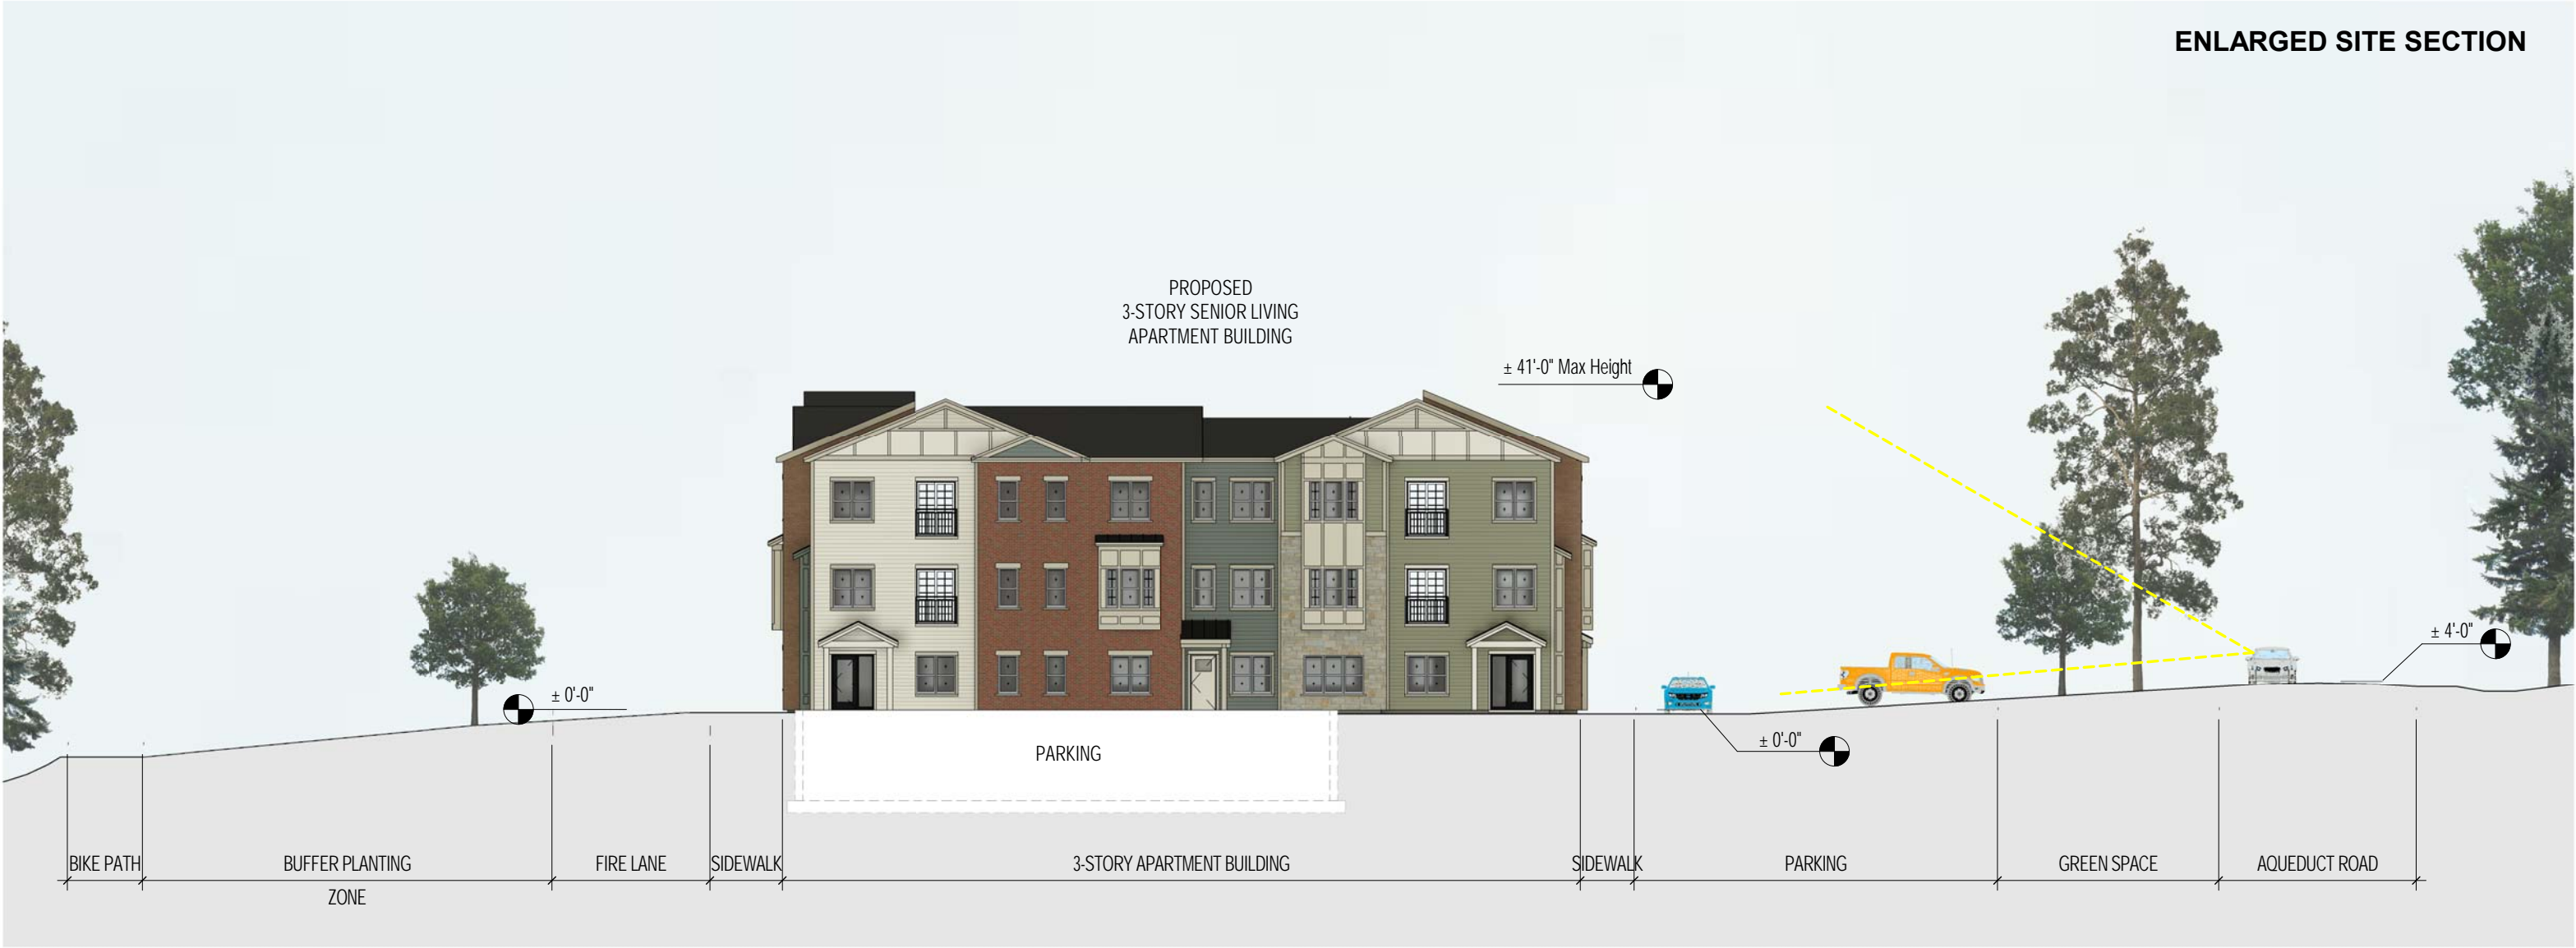 ENLARGED SITE SECTION
PROPOSED
3-STORY SENIOR LIVING
APARTMENT BUILDING
± 41'-0" Max Height
± 4'-0"
± 0'-0"
± 0'-0"
PARKING
BIKE PATH
BUFFER PLANTING
ZONE
FIRE LANE
SIDEWALK
3-STORY APARTMENT BUILDING
SIDEWALK
PARKING
GREEN SPACE
AQUEDUCT ROAD